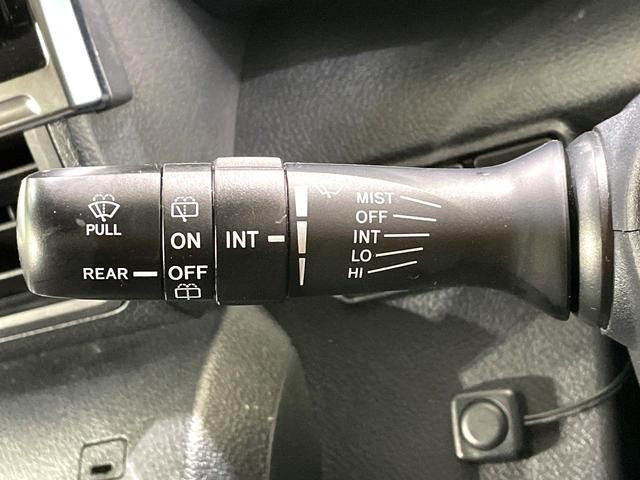 PULL
REAR
ON
OFF
INT
MIST
OFF
INT
LO
HI